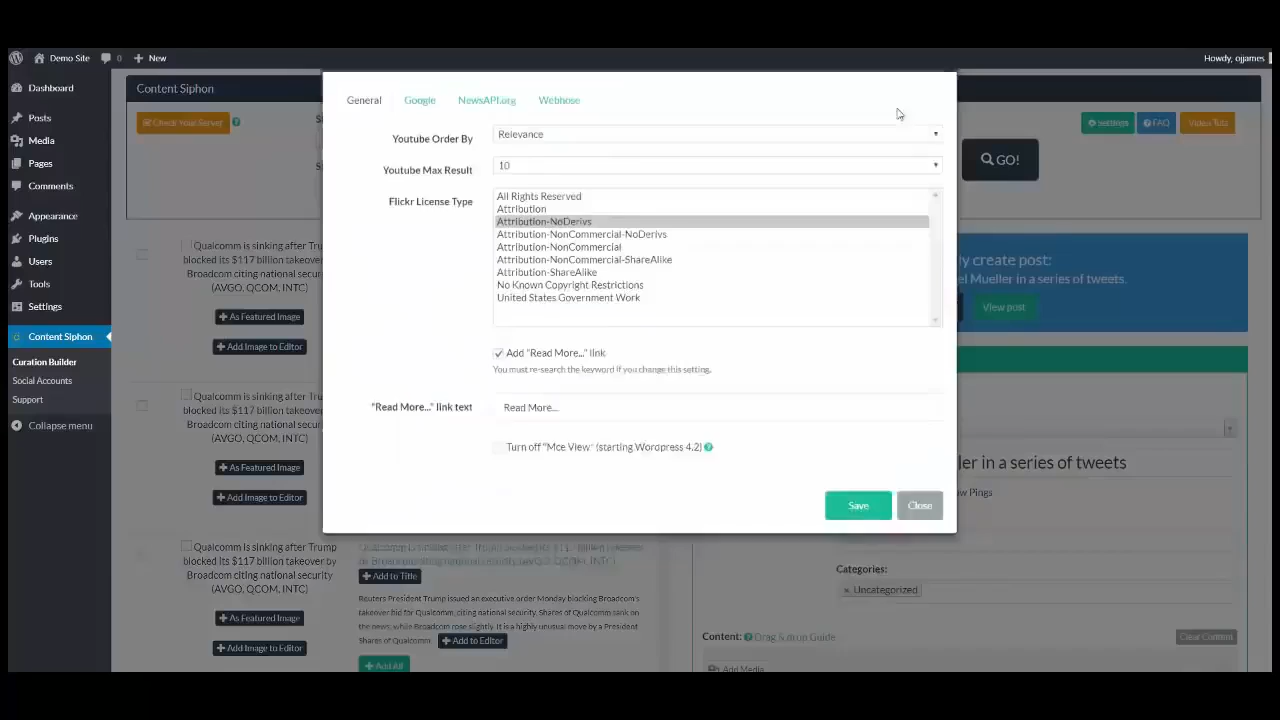 Demo Site
0
New
Howdy, ojjames
Dashboard
Posts
Media
Pages
Comments
Appearance
Plugins
Users
Tools
Settings
Content Siphon
Curation Builder
Social Accounts
Support
Collapse menu
Content Siphon
Check Your Server
Settings
FAQ
Video Tuts
GO!
General
Google
NewsAPI.org
Webhose
Youtube Order By
Relevance
Youtube Max Result
10
Flickr License Type
All Rights Reserved
Attribution
Attribution-NoDerivs
Attribution-NonCommercial-NoDerivs
Attribution-NonCommercial
Attribution-NonCommercial-ShareAlike
Attribution-ShareAlike
No Known Copyright Restrictions
United States Government Work
Add "Read More..." link
You must re-search the keyword if you change this setting.
"Read More..." link text
Read More...
Turn off "Mce View" (starting Wordpress 4.2)
Save
Close
Qualcomm is sinking after Trump
blocked its $117 billion takeover
Broadcom citing national secur
(AVGO, QCOM, INTC)
As Featured Image
Add Image to Editor
Qualcomm is sinking after Trump
blocked its $117 billion takeover
Broadcom citing national secur
(AVGO, QCOM, INTC)
As Featured Image
Add Image to Editor
Qualcomm is sinking after Trump
blocked its $117 billion takeover by
Broadcom citing national security
(AVGO, QCOM, INTC)
As Featured Image
Add Image to Editor
Add to Title
Reuters President Trump issued an executive order Monday blocking Broadcom's
takeover bid for Qualcomm, citing national security. Shares of Qualcomm sank on
the news, while Broadcom rose slightly. It is a highly unusual move by a President
Shares of Qualcomm.
Add to Editor
Add All
ly create post:
el Mueller in a series of tweets.
View post
ller in a series of tweets
w Pings
Categories:
Uncategorized
Content:
Drag & drop Guide
Clear Content
Add Media